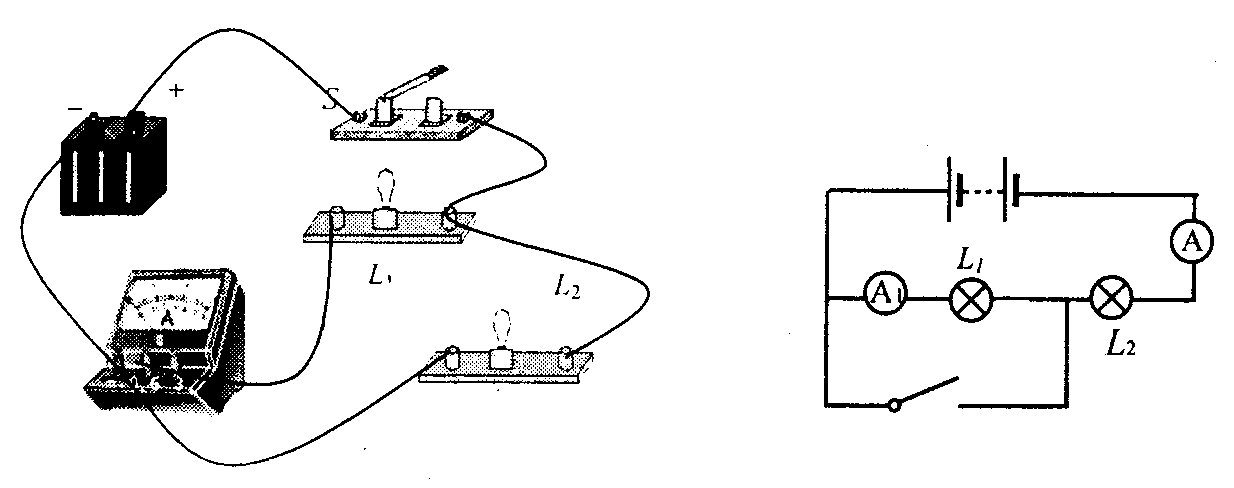 − +
S
L₁
L₂
A
A
L₁
A₁
L₂